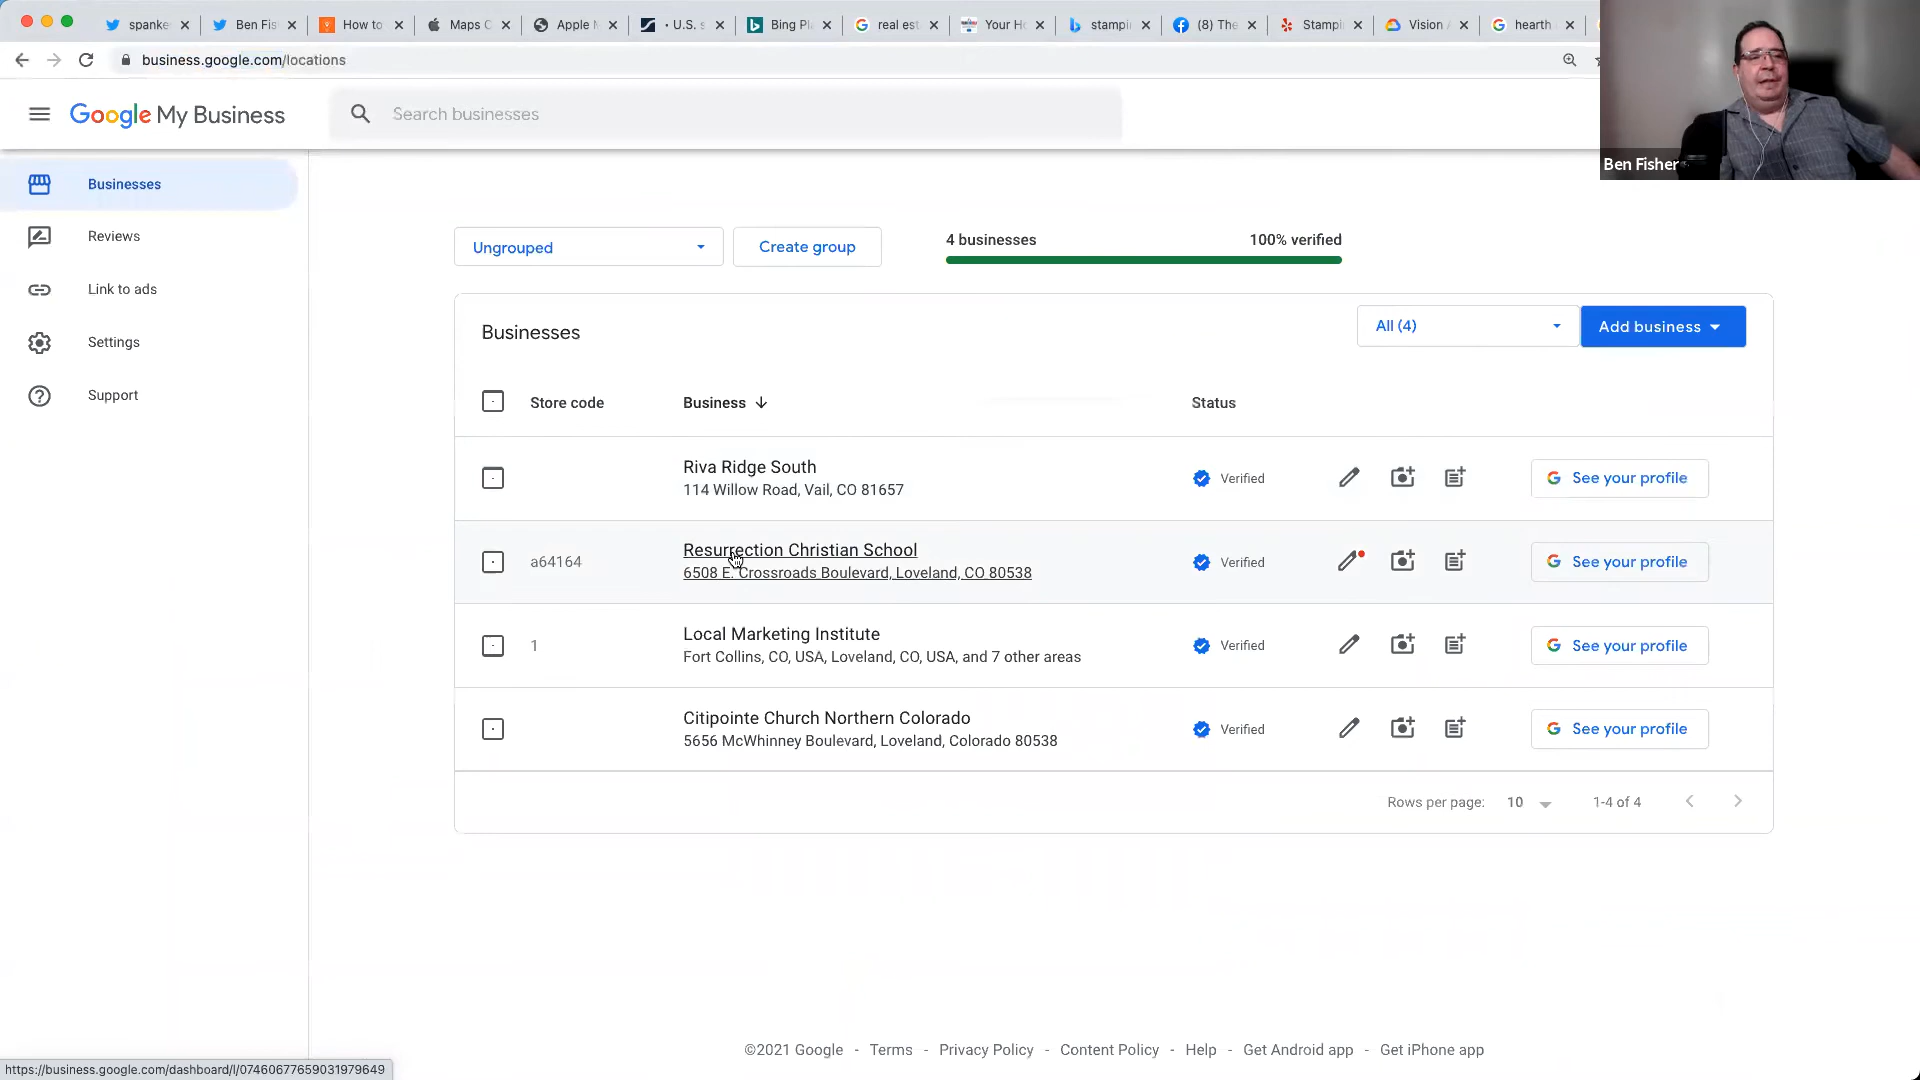 spanke
Ben Fis
How to
Maps C
Apple
• U.S. s
Bing Pl
real est
Your H
stampi
(8) The
Stampi
Vision
hearth
business.google.com/locations
Google My Business
Search businesses
Ben Fisher
Businesses
Reviews
Link to ads
Settings
Support
Ungrouped
Create group
4 businesses
100% verified
Businesses
All (4)
Add business
Store code
Business
Status
Riva Ridge South
114 Willow Road, Vail, CO 81657
Verified
See your profile
a64164
Resurrection Christian School
6508 E. Crossroads Boulevard, Loveland, CO 80538
Verified
See your profile
1
Local Marketing Institute
Fort Collins, CO, USA, Loveland, CO, USA, and 7 other areas
Verified
See your profile
Citipointe Church Northern Colorado
5656 McWhinney Boulevard, Loveland, Colorado 80538
Verified
See your profile
Rows per page: 10
1-4 of 4
©2021 Google - Terms - Privacy Policy - Content Policy - Help - Get Android app - Get iPhone app
https://business.google.com/dashboard/l/07460677659031979649